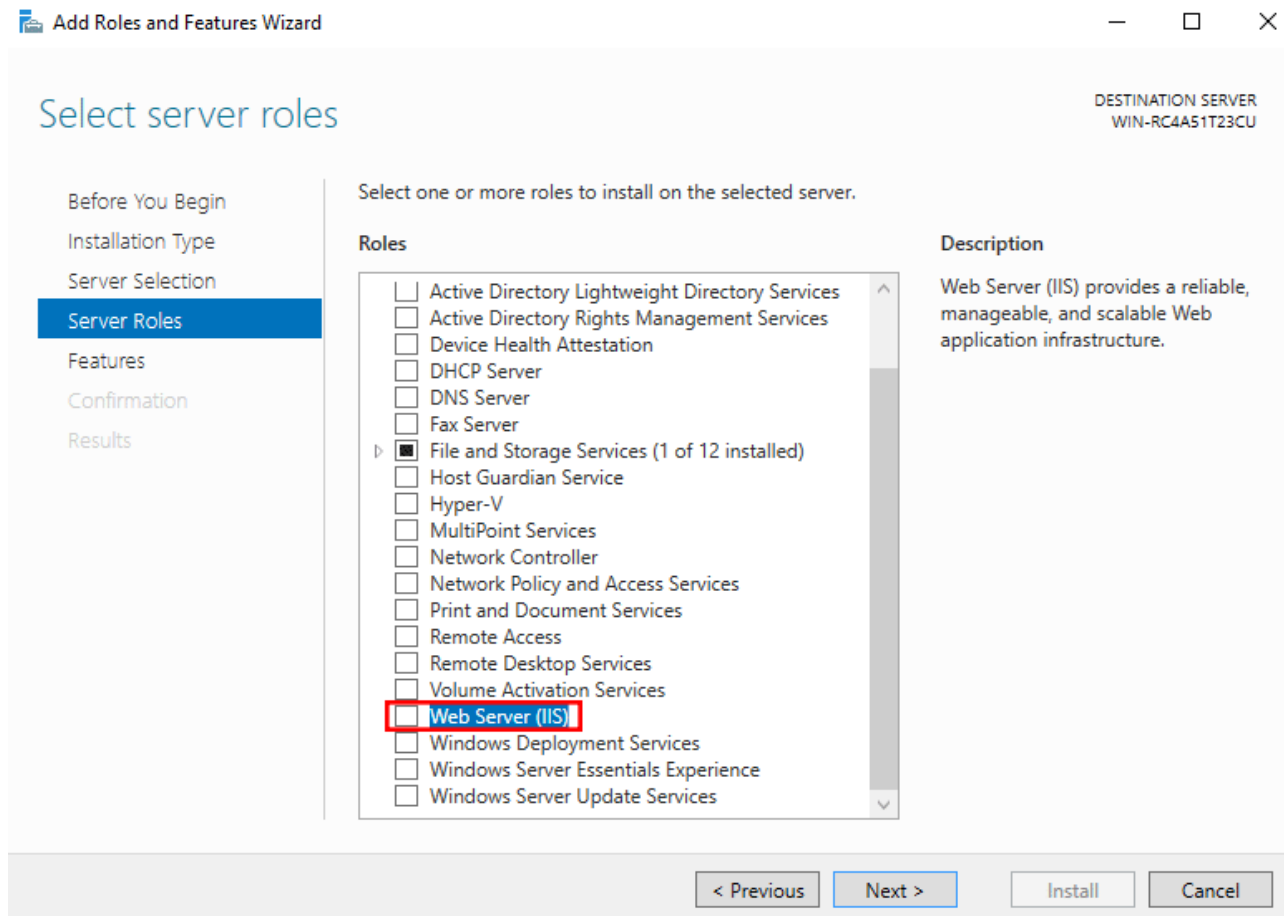 Add Roles and Features Wizard
Select server roles
DESTINATION SERVER
WIN-RC4A51T23CU
Before You Begin
Installation Type
Server Selection
Server Roles
Features
Confirmation
Results
Select one or more roles to install on the selected server.
Roles
Active Directory Lightweight Directory Services
Active Directory Rights Management Services
Device Health Attestation
DHCP Server
DNS Server
Fax Server
File and Storage Services (1 of 12 installed)
Host Guardian Service
Hyper-V
MultiPoint Services
Network Controller
Network Policy and Access Services
Print and Document Services
Remote Access
Remote Desktop Services
Volume Activation Services
Web Server (IIS)
Windows Deployment Services
Windows Server Essentials Experience
Windows Server Update Services
Description
Web Server (IIS) provides a reliable,
manageable, and scalable Web
application infrastructure.
< Previous
Next >
Install
Cancel